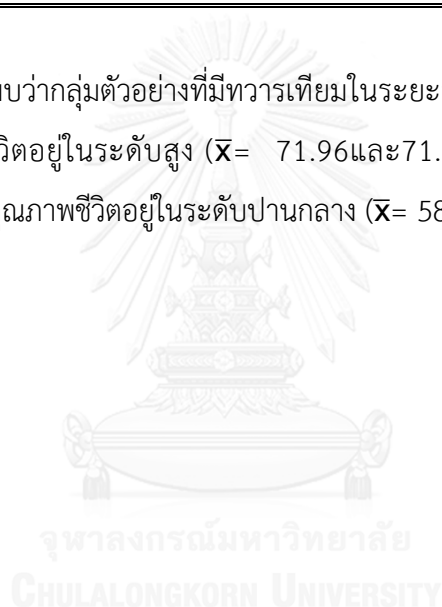 บว่ากลุ่มตัวอย่างที่มีทวารเทียมในระยะ
วิตอยู่ในระดับสูง (x̅= 71.96และ71.
คุณภาพชีวิตอยู่ในระดับปานกลาง (x̅= 58
จุฬาลงกรณ์มหาวิทยาลัย
CHULALONGKORN UNIVERSITY